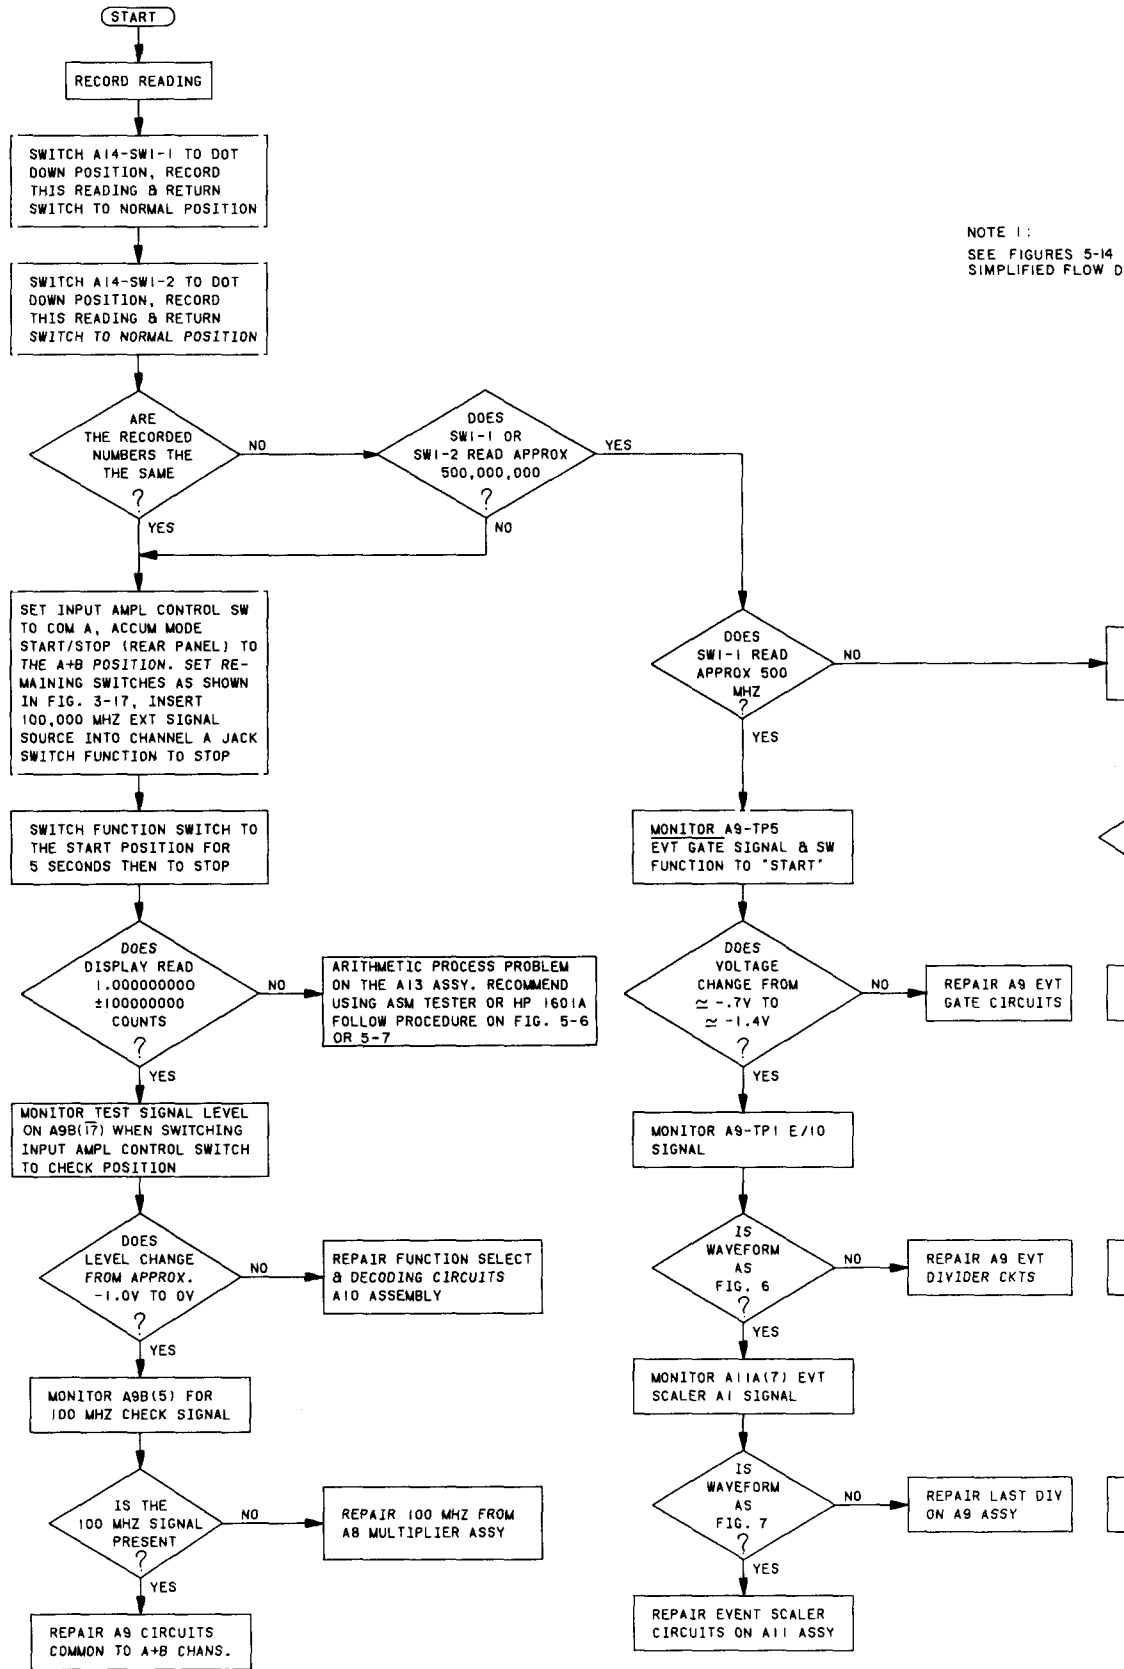 START
RECORD READING
SWITCH A14-SW1-1 TO DOT
DOWN POSITION, RECORD
THIS READING & RETURN
SWITCH TO NORMAL POSITION
NOTE 1:
SEE FIGURES 5-14
SIMPLIFIED FLOW D
SWITCH A14-SW1-2 TO DOT
DOWN POSITION, RECORD
THIS READING & RETURN
SWITCH TO NORMAL POSITION
ARE
THE RECORDED
NUMBERS THE
THE SAME
?
NO
YES
DOES
SW1-1 OR
SW1-2 READ APPROX
500,000,000
?
YES
NO
SET INPUT AMPL CONTROL SW
TO COM A, ACCUM MODE
START/STOP (REAR PANEL) TO
THE A+B POSITION. SET RE-
MAINING SWITCHES AS SHOWN
IN FIG. 3-17, INSERT
100,000 MHZ EXT SIGNAL
SOURCE INTO CHANNEL A JACK
SWITCH FUNCTION TO STOP
DOES
SW1-1 READ
APPROX 500
MHZ
?
NO
YES
SWITCH FUNCTION SWITCH TO
THE START POSITION FOR
5 SECONDS THEN TO STOP
MONITOR A9-TP5
EVT GATE SIGNAL & SW
FUNCTION TO "START"
DOES
DISPLAY READ
1.000000000
±100000000
COUNTS
?
NO
YES
ARITHMETIC PROCESS PROBLEM
ON THE A13 ASSY. RECOMMEND
USING ASM TESTER OR HP 1601A
FOLLOW PROCEDURE ON FIG. 5-6
OR 5-7
DOES
VOLTAGE
CHANGE FROM
≃ -.7V TO
≃ -1.4V
?
NO
YES
REPAIR A9 EVT
GATE CIRCUITS
MONITOR TEST SIGNAL LEVEL
ON A9B(17) WHEN SWITCHING
INPUT AMPL CONTROL SWITCH
TO CHECK POSITION
MONITOR A9-TP1 E/10
SIGNAL
DOES
LEVEL CHANGE
FROM APPROX.
-1.0V TO 0V
?
NO
YES
REPAIR FUNCTION SELECT
& DECODING CIRCUITS
A10 ASSEMBLY
IS
WAVEFORM
AS
FIG. 6
?
NO
YES
REPAIR A9 EVT
DIVIDER CKTS
MONITOR A9B(5) FOR
100 MHZ CHECK SIGNAL
MONITOR A11A(7) EVT
SCALER A1 SIGNAL
IS THE
100 MHZ SIGNAL
PRESENT
?
NO
YES
REPAIR 100 MHZ FROM
A8 MULTIPLIER ASSY
IS
WAVEFORM
AS
FIG. 7
?
NO
YES
REPAIR LAST DIV
ON A9 ASSY
REPAIR A9 CIRCUITS
COMMON TO A+B CHANS.
REPAIR EVENT SCALER
CIRCUITS ON A11 ASSY